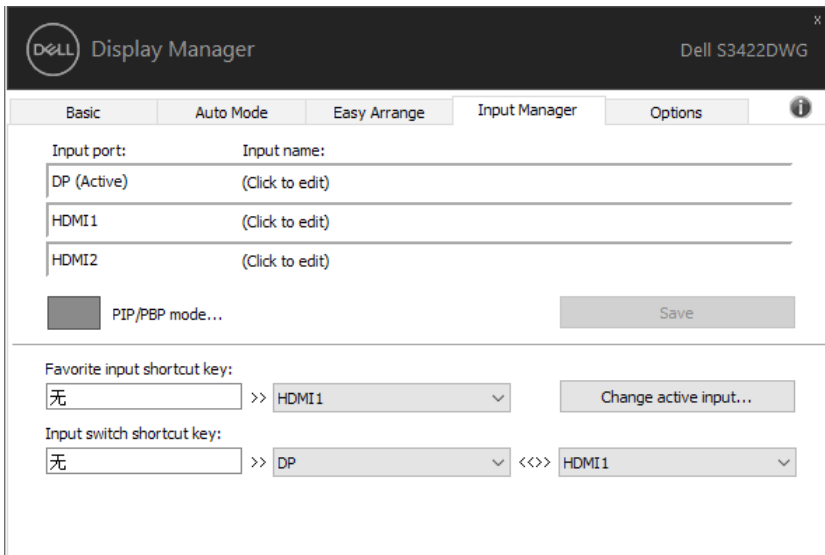 x
DELL Display Manager Dell S3422DWG
Basic Auto Mode Easy Arrange Input Manager Options i
Input port: Input name:
DP (Active) (Click to edit)
HDMI1 (Click to edit)
HDMI2 (Click to edit)
PIP/PBP mode... Save
Favorite input shortcut key:
无 >> HDMI1 Change active input...
Input switch shortcut key:
无 >> DP <<>> HDMI1